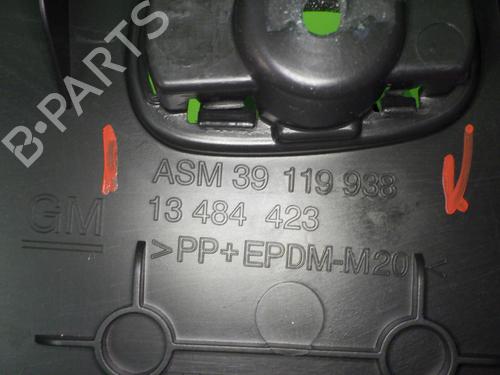 B-PARTS
ASM 39 119 938
GM 13 484 423
>PP+EPDM-M20<